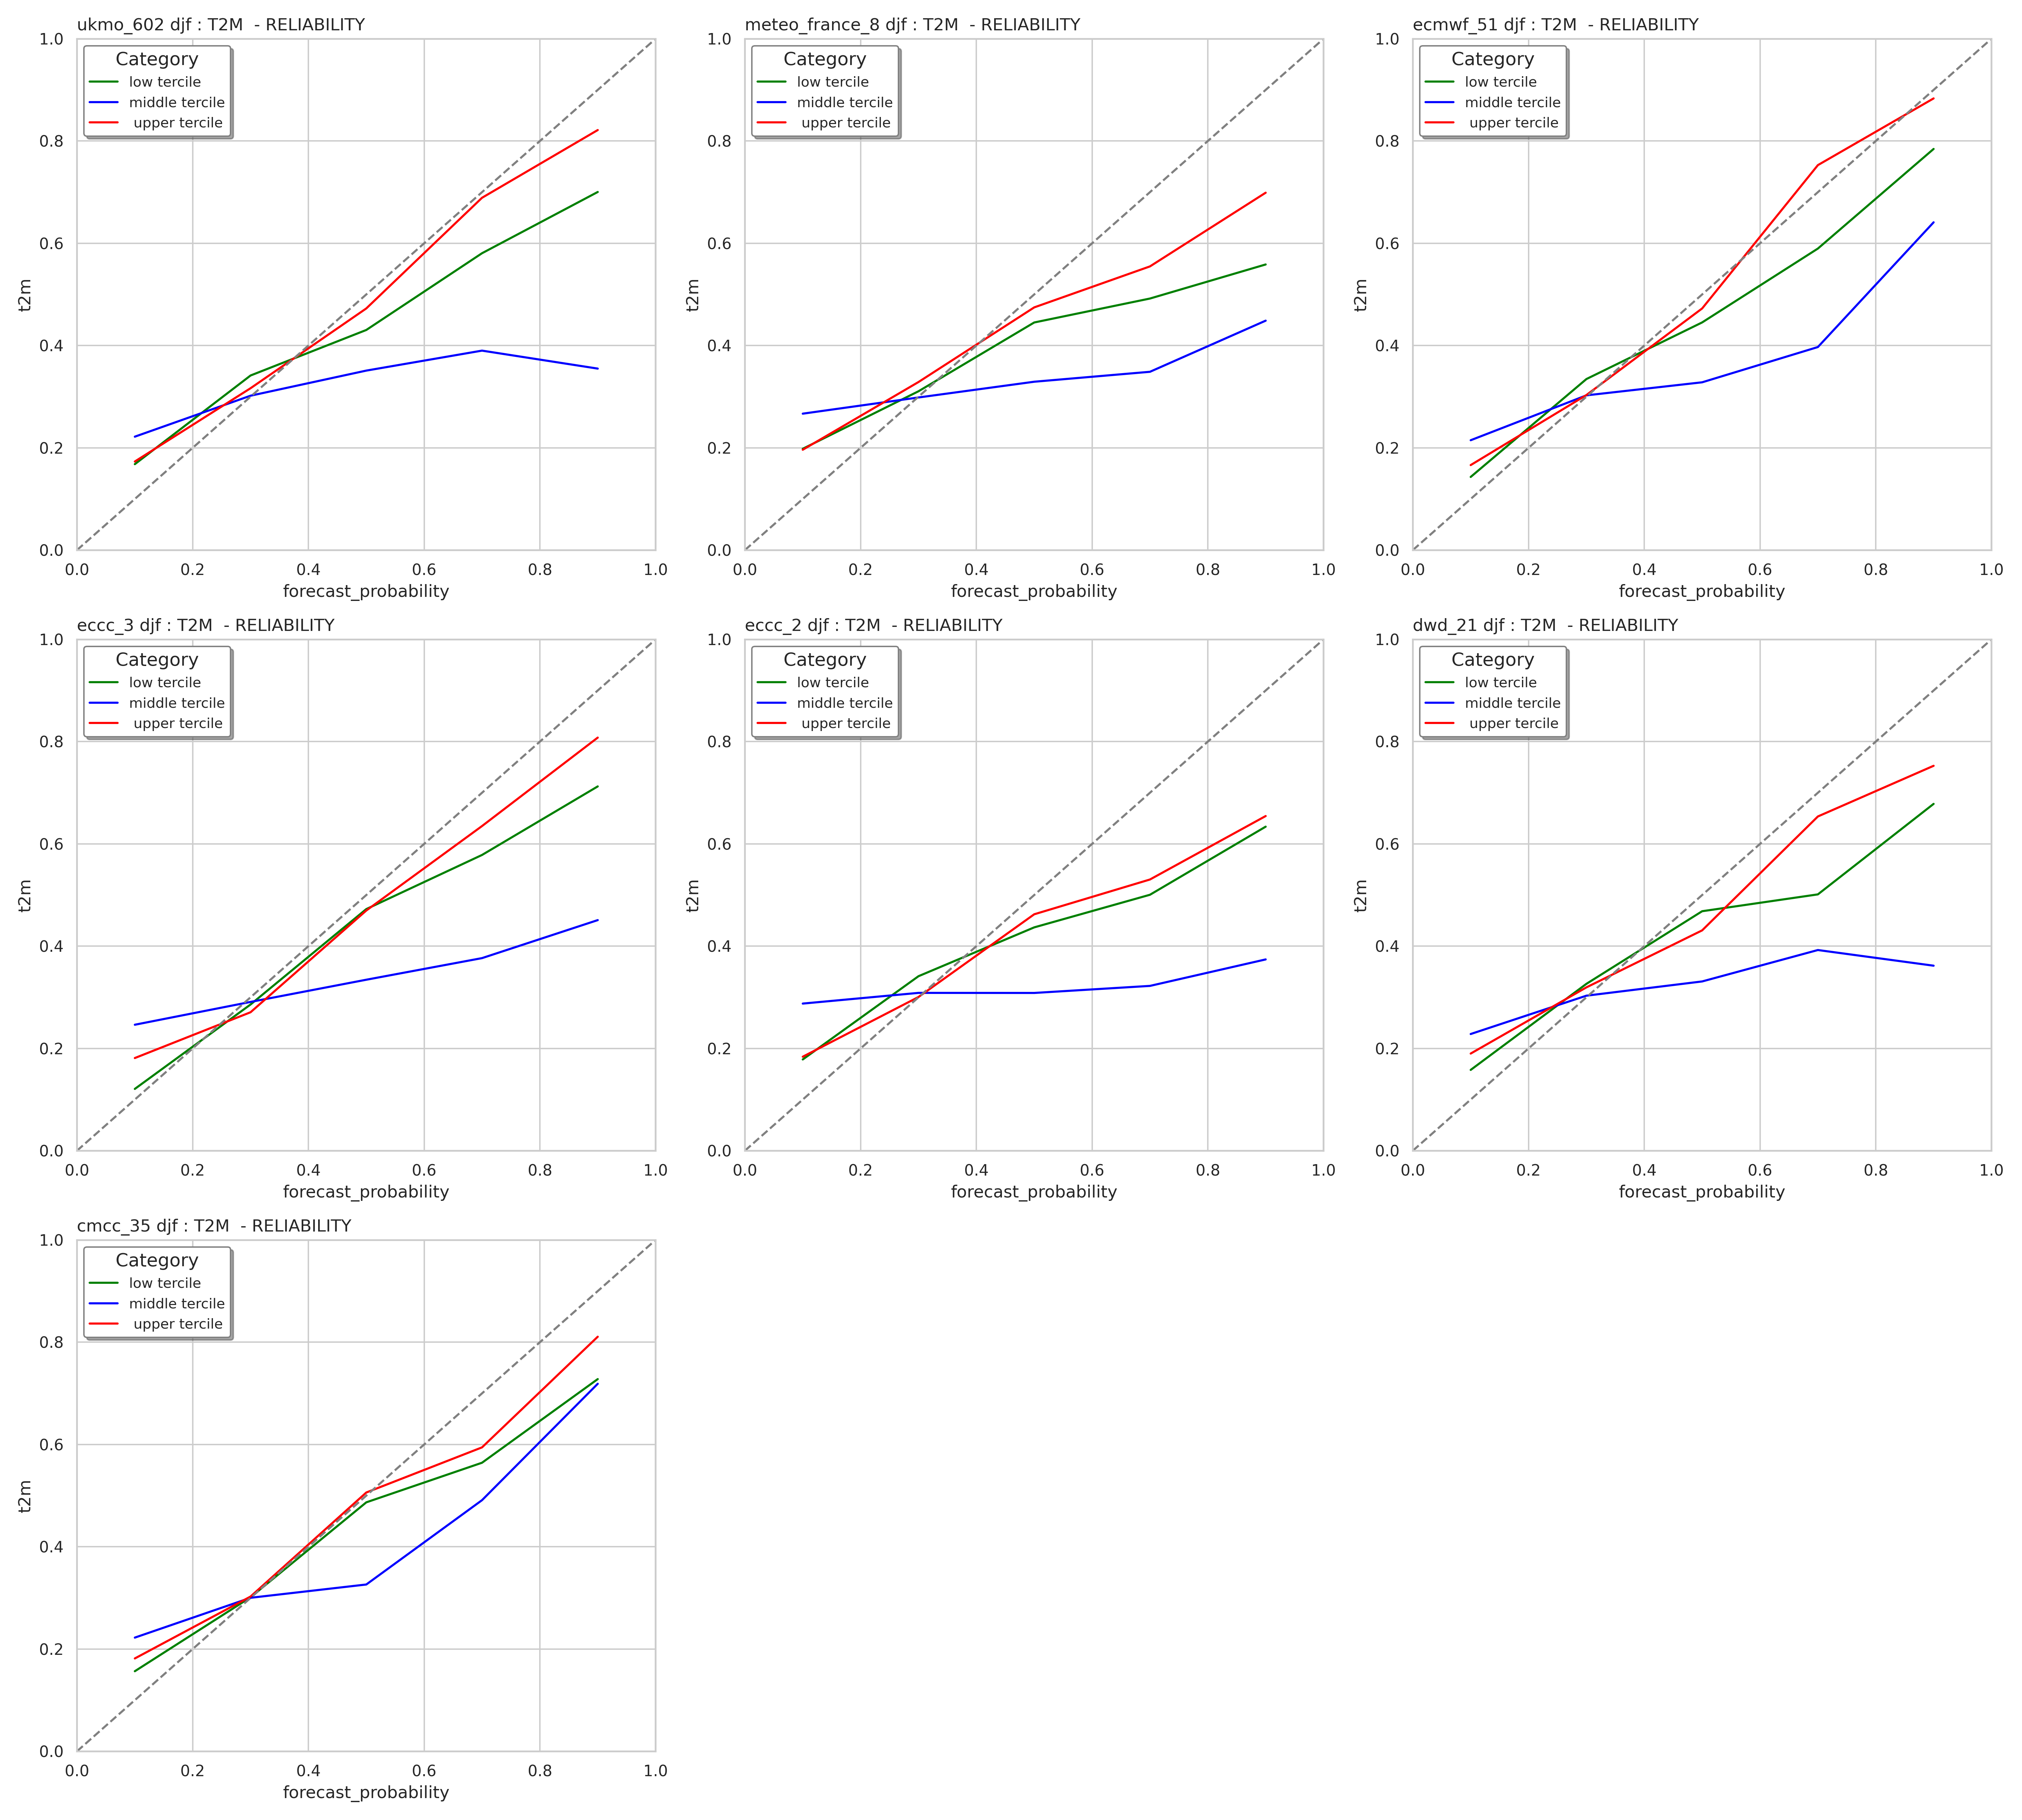 ukmo_602 djf : T2M  - RELIABILITY
1.0
0.8
0.6
0.4
0.2
0.0
t2m
Category
low tercile
middle tercile
upper tercile
0.0 0.2 0.4 0.6 0.8 1.0
forecast_probability
meteo_france_8 djf : T2M  - RELIABILITY
1.0
0.8
0.6
0.4
0.2
0.0
t2m
Category
low tercile
middle tercile
upper tercile
0.0 0.2 0.4 0.6 0.8 1.0
forecast_probability
ecmwf_51 djf : T2M  - RELIABILITY
1.0
0.8
0.6
0.4
0.2
0.0
t2m
Category
low tercile
middle tercile
upper tercile
0.0 0.2 0.4 0.6 0.8 1.0
forecast_probability
eccc_3 djf : T2M  - RELIABILITY
1.0
0.8
0.6
0.4
0.2
0.0
t2m
Category
low tercile
middle tercile
upper tercile
0.0 0.2 0.4 0.6 0.8 1.0
forecast_probability
eccc_2 djf : T2M  - RELIABILITY
1.0
0.8
0.6
0.4
0.2
0.0
t2m
Category
low tercile
middle tercile
upper tercile
0.0 0.2 0.4 0.6 0.8 1.0
forecast_probability
dwd_21 djf : T2M  - RELIABILITY
1.0
0.8
0.6
0.4
0.2
0.0
t2m
Category
low tercile
middle tercile
upper tercile
0.0 0.2 0.4 0.6 0.8 1.0
forecast_probability
cmcc_35 djf : T2M  - RELIABILITY
1.0
0.8
0.6
0.4
0.2
0.0
t2m
Category
low tercile
middle tercile
upper tercile
0.0 0.2 0.4 0.6 0.8 1.0
forecast_probability